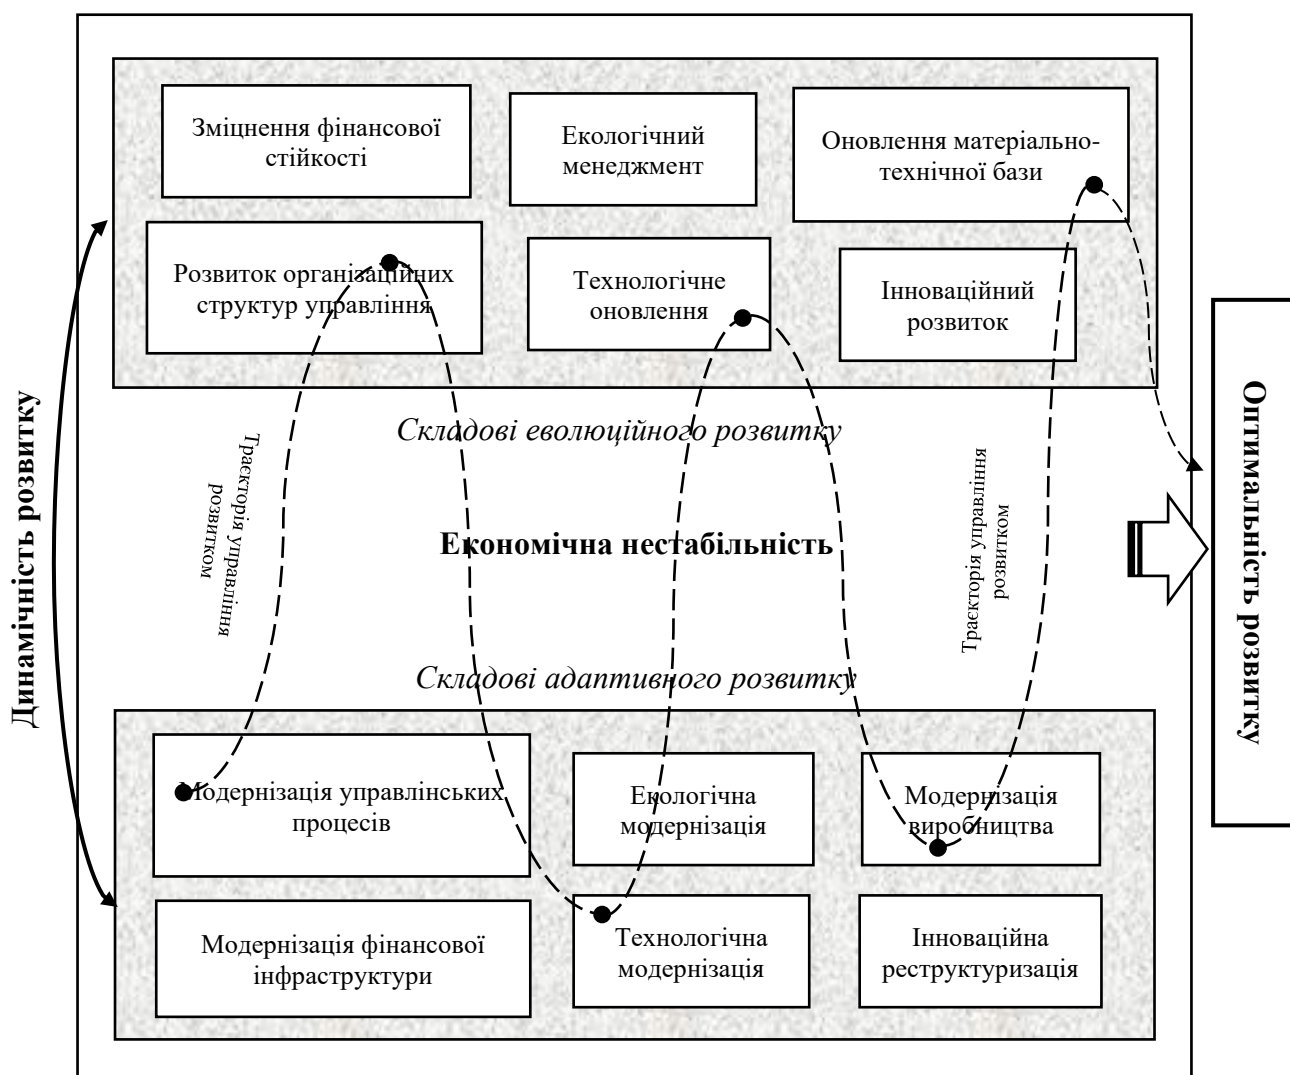 Зміцнення фінансової
стійкості
Екологічний
менеджмент
Оновлення матеріально-
технічної бази
Розвиток організаційних
структур управління
Технологічне
оновлення
Інноваційний
розвиток
Складові еволюційного розвитку
Динамічність розвитку
Траєкторія управління
розвитком
Економічна нестабільність
Траєкторія управління
розвитком
Оптимальність розвитку
Складові адаптивного розвитку
Модернізація управлінських
процесів
Екологічна
модернізація
Модернізація
виробництва
Модернізація фінансової
інфраструктури
Технологічна
модернізація
Інноваційна
реструктуризація